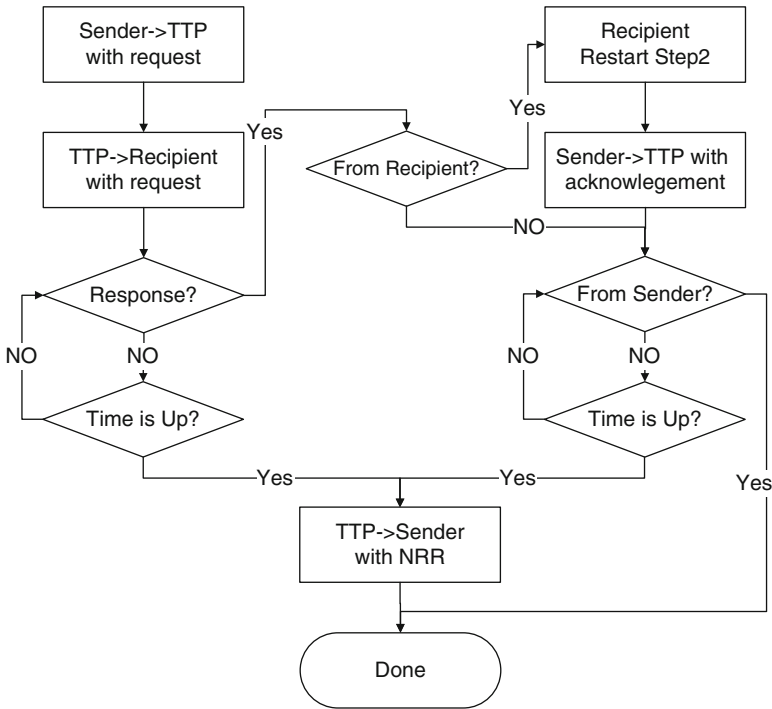 Sender->TTP
with request
TTP->Recipient
with request
Yes
Response?
NO
NO
Time is Up?
From Recipient?
Yes
NO
Recipient
Restart Step2
Sender->TTP with
acknowlegement
From Sender?
NO
NO
Time is Up?
Yes
Yes
Yes
TTP->Sender
with NRR
Done